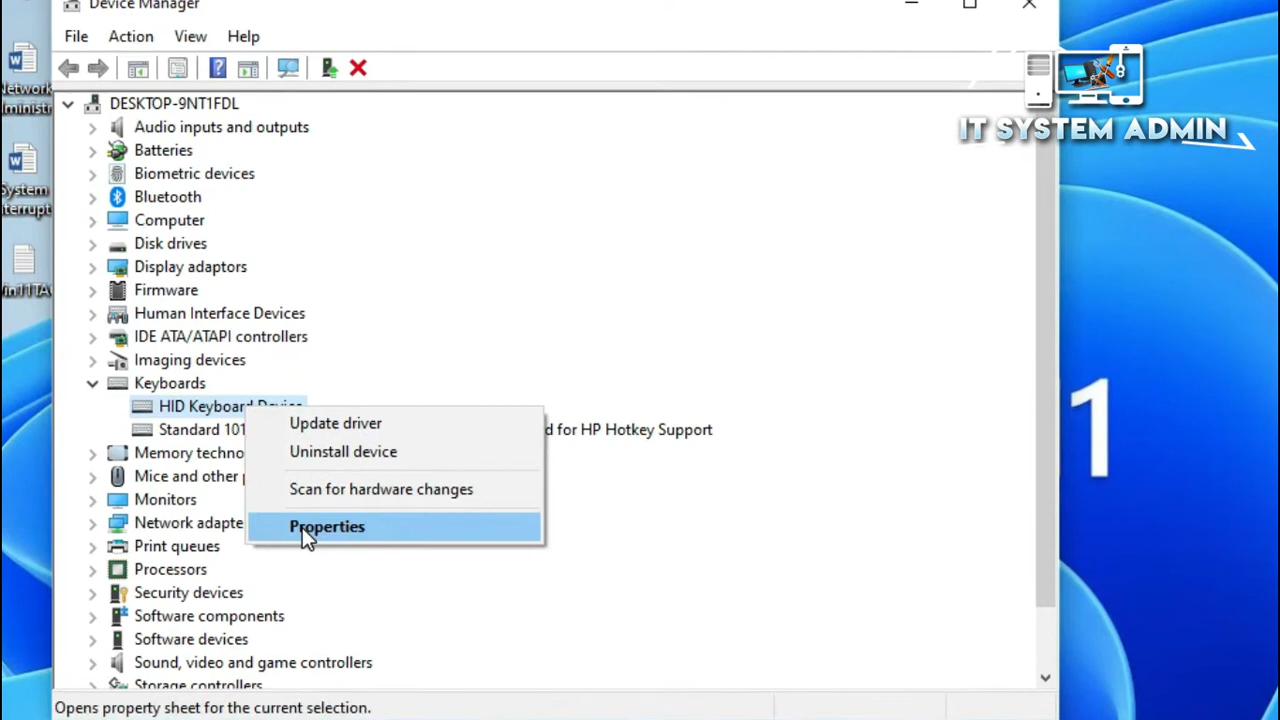 Device Manager
File Action View Help
IT SYSTEM ADMIN
Network
DESKTOP-9NT1FDL
Audio inputs and outputs
Batteries
System
Biometric devices
Bluetooth
Computer
Disk drives
Display adaptors
Firmware
Human Interface Devices
IDE ATA/ATAPI controllers
Imaging devices
Keyboards
HID Keyboard Device
Update driver
Standard 101
d for HP Hotkey Support
Uninstall device
Memory techno
Mice and other p
Scan for hardware changes
Monitors
Network adapte
Properties
Print queues
Processors
Security devices
Software components
Software devices
Sound, video and game controllers
Storage controllers
Opens property sheet for the current selection.
1